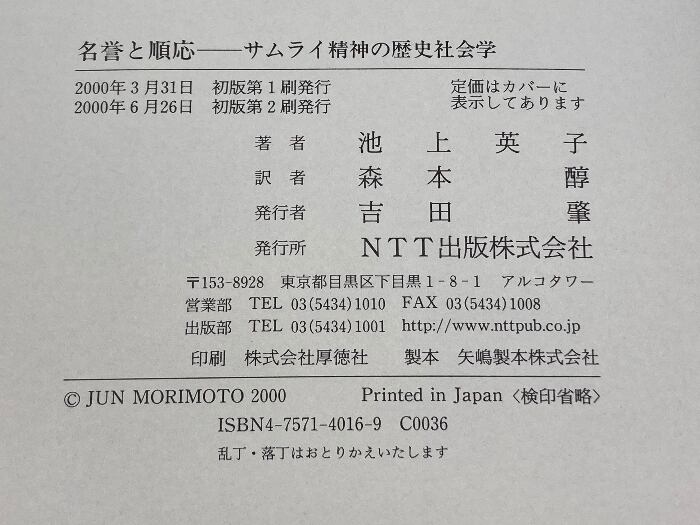 名誉と順応――サムライ精神の歴史社会学
2000年3月31日　初版第1刷発行　定価はカバーに
2000年6月26日　初版第2刷発行　表示してあります
著　者　池上英子
訳　者　森本　醇
発行者　吉田　肇
発行所　NTT出版株式会社
〒153-8928　東京都目黒区下目黒1-8-1　アルコタワー
営業部　TEL 03(5434)1010　FAX 03(5434)1008
出版部　TEL 03(5434)1001　http://www.nttpub.co.jp
印刷　株式会社厚徳社　製本　矢嶋製本株式会社
© JUN MORIMOTO 2000　Printed in Japan〈検印省略〉
ISBN4-7571-4016-9　C0036
乱丁・落丁はおとりかえいたします